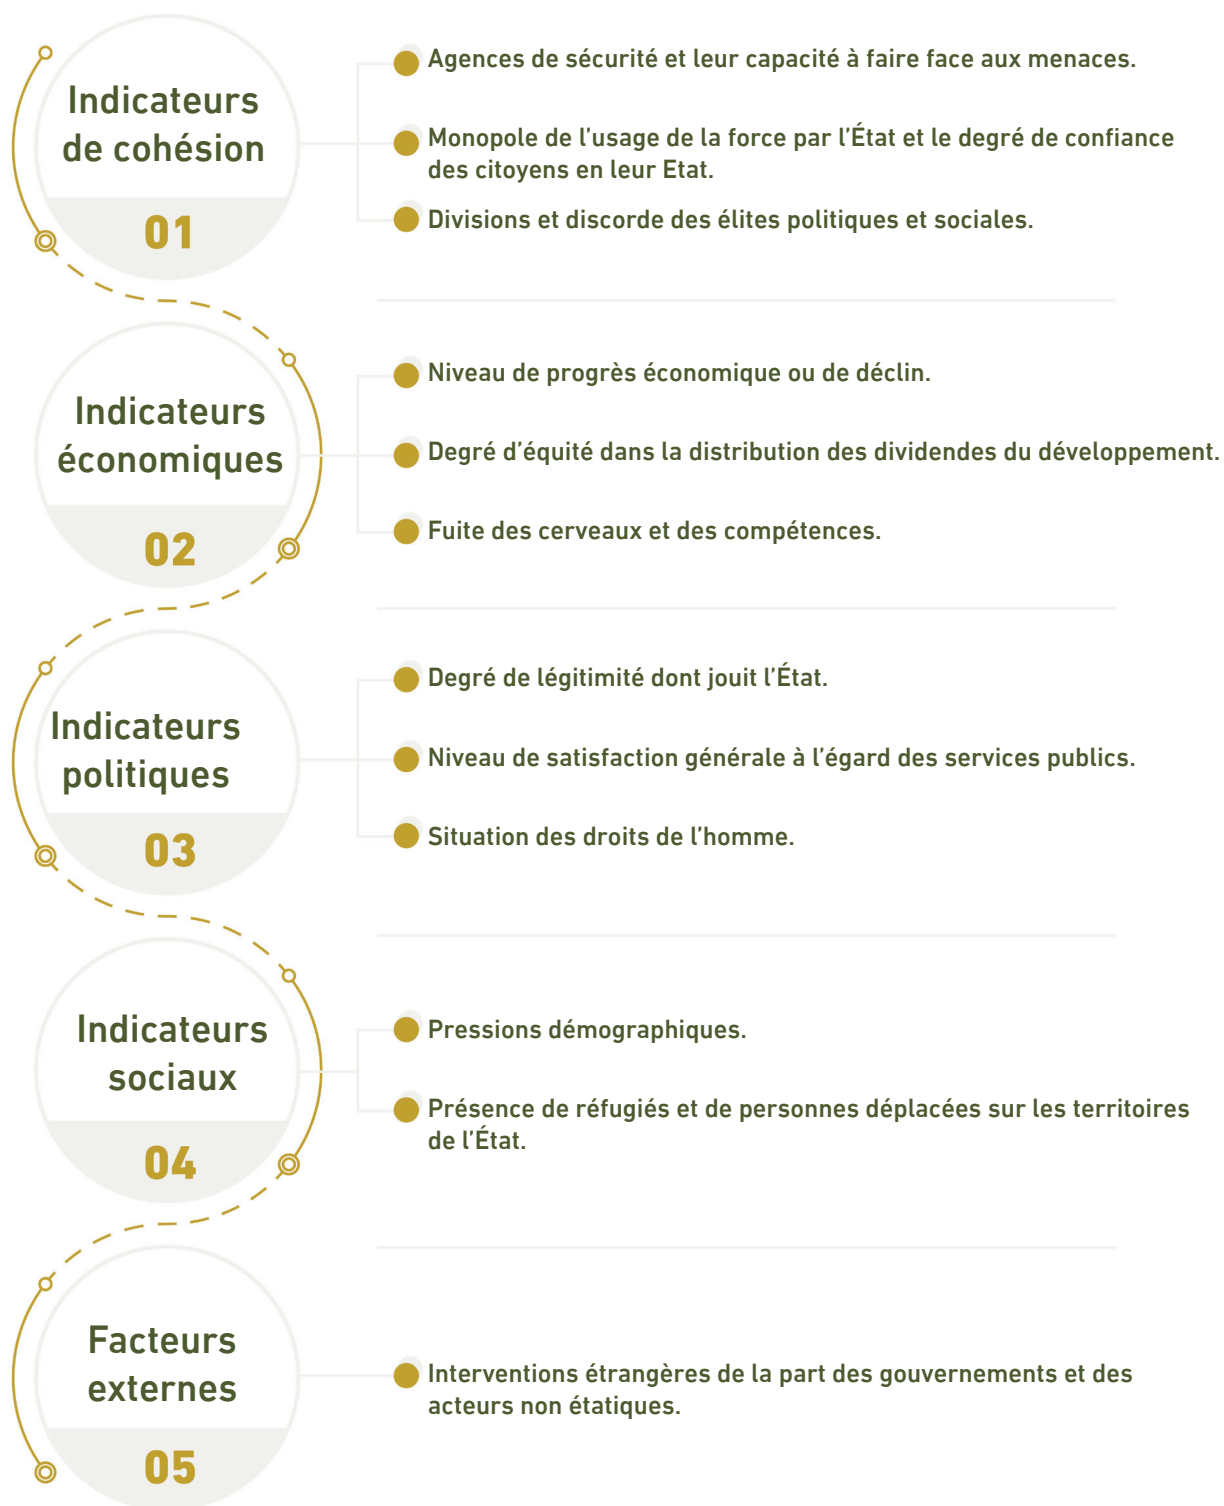 Indicateurs
de cohésion
01
Agences de sécurité et leur capacité à faire face aux menaces.
Monopole de l’usage de la force par l’État et le degré de confiance
des citoyens en leur Etat.
Divisions et discorde des élites politiques et sociales.
Indicateurs
économiques
02
Niveau de progrès économique ou de déclin.
Degré d’équité dans la distribution des dividendes du développement.
Fuite des cerveaux et des compétences.
Indicateurs
politiques
03
Degré de légitimité dont jouit l’État.
Niveau de satisfaction générale à l’égard des services publics.
Situation des droits de l’homme.
Indicateurs
sociaux
04
Pressions démographiques.
Présence de réfugiés et de personnes déplacées sur les territoires
de l’État.
Facteurs
externes
05
Interventions étrangères de la part des gouvernements et des
acteurs non étatiques.